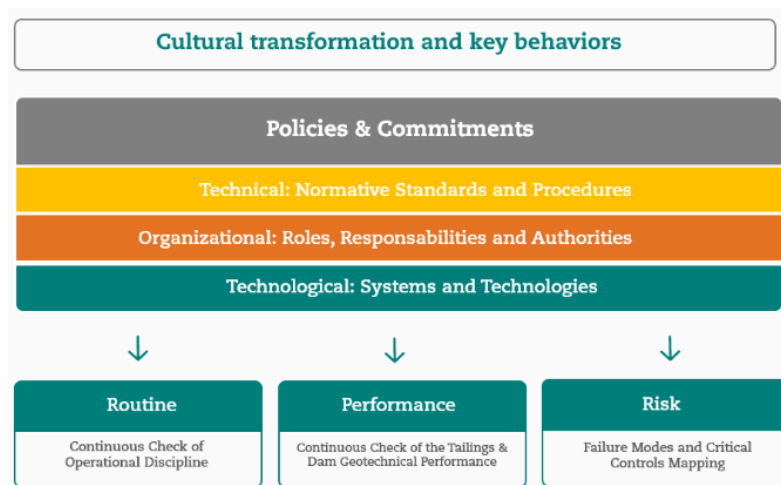 Cultural transformation and key behaviors
Policies & Commitments
Technical: Normative Standards and Procedures
Organizational: Roles, Responsabilities and Authorities
Technological: Systems and Technologies
Routine
Continuous Check of
Operational Discipline
Performance
Continuous Check of the Tailings &
Dam Geotechnical Performance
Risk
Failure Modes and Critical
Controls Mapping